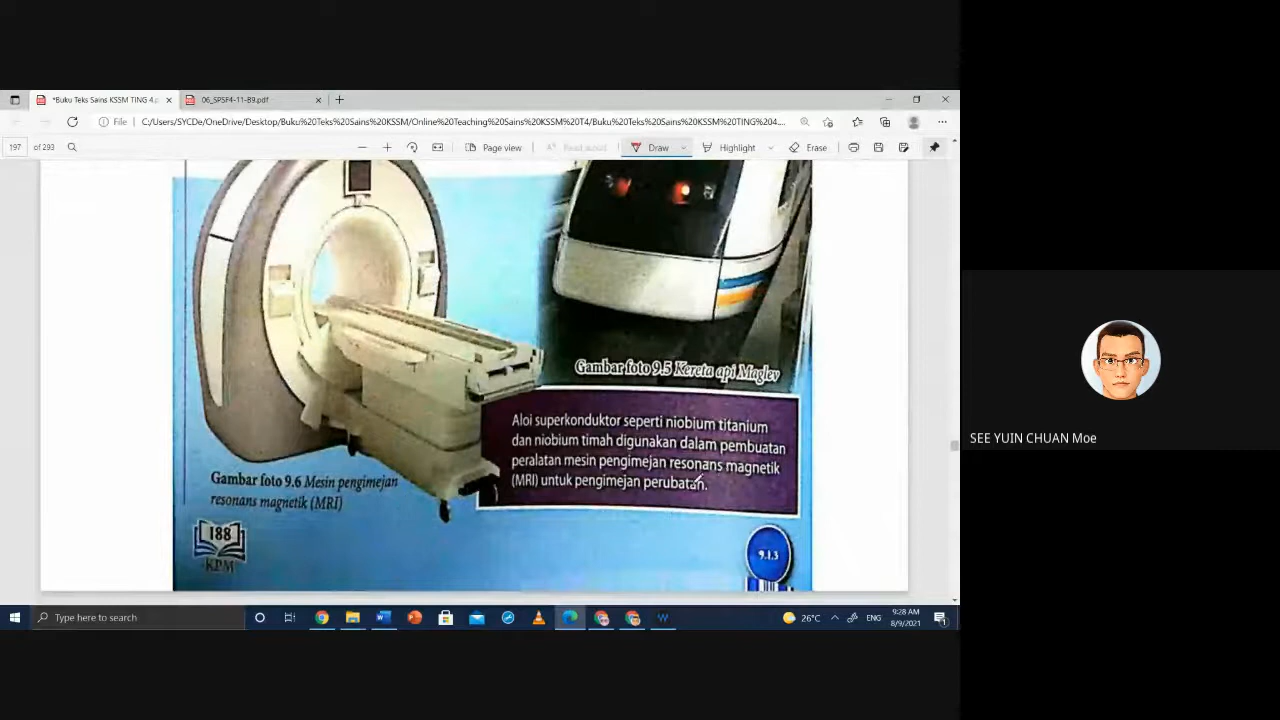 *Buku Teks Sains KSSM TING 4.p
06_SPSF4-11-B9.pdf
File
C:/Users/SYCDe/OneDrive/Desktop/Buku%20Teks%20Sains%20KSSM/Online%20Teaching%20Sains%20KSSM%20T4/Buku%20Teks%20Sains%20KSSM%20TING%204....
197 of 293
Page view
Read aloud
Draw
Highlight
Erase
Gambar foto 9.5 Kereta api Maglev
Aloi superkonduktor seperti niobium titanium
dan niobium timah digunakan dalam pembuatan
peralatan mesin pengimejan resonans magnetik
(MRI) untuk pengimejan perubatan.
Gambar foto 9.6 Mesin pengimejan
resonans magnetik (MRI)
188
KPM
9.1.3
SEE YUIN CHUAN Moe
Type here to search
26°C
ENG
9:28 AM
8/9/2021